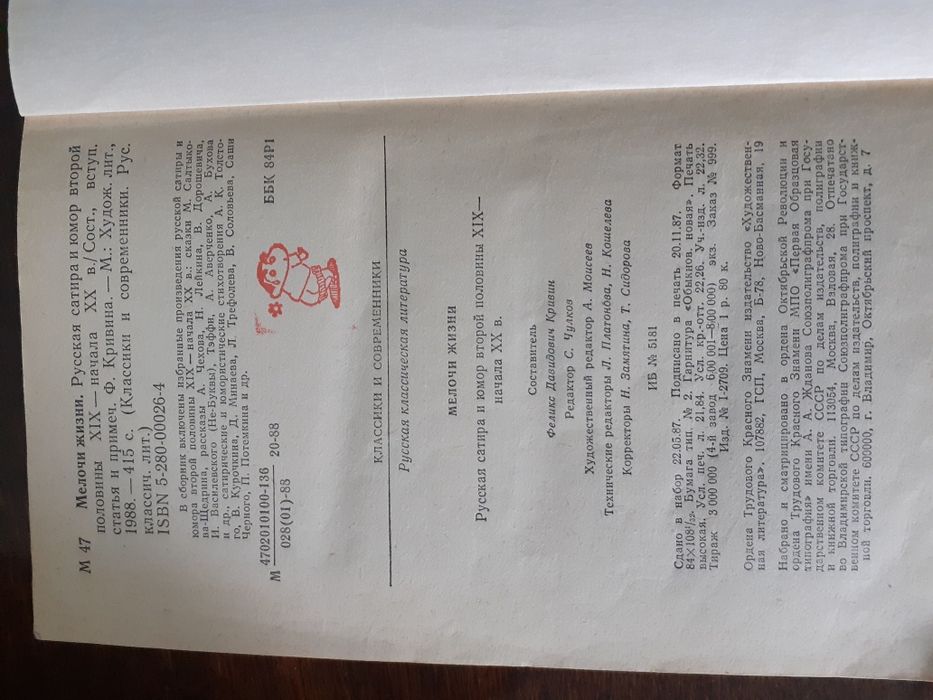 М 47 Мелочи жизни. Русская сатира и юмор второй
половины XIX — начала XX в./ Сост., вступ.
статья и примеч. Ф. Кривина. — М.: Худож. лит.,
1988. — 415 с. (Классики и современники. Рус.
классич. лит.)
ISBN 5-280-00026-4
В сборник включены избранные произведения русской сатиры и
юмора второй половины XIX — начала XX в.: сказки М. Салтыко-
ва-Щедрина, рассказы А. Чехова, Н. Лейкина, В. Дорошевича,
И. Василевского (Не-Буквы), Тэффи, А. Аверченко, А. Бухова
и др., сатирические и юмористические стихотворения А. К. Толсто-
го, В. Курочкина, Д. Минаева, Л. Трефолева, В. Соловьева, Саши
Черного, П. Потемкина и др.
М 4702010100-136 20-88 ББК 84Р1
028(01)-88
КЛАССИКИ И СОВРЕМЕННИКИ
Русская классическая литература
МЕЛОЧИ ЖИЗНИ
Русская сатира и юмор второй половины XIX —
начала XX в.
Составитель
Феликс Давидович Кривин
Редактор С. Чулков
Художественный редактор А. Моисеев
Технические редакторы Л. Платонова, Н. Кошелева
Корректоры Н. Замятина, Т. Сидорова
ИБ № 5181
Сдано в набор 22.05.87. Подписано в печать 20.11.87. Формат
84×108¹/₃₂. Бумага тип. № 2. Гарнитура «Обыкнов. новая». Печать
высокая. Усл. печ. л. 21,84. Усл. кр.-отт. 22,26. Уч.-изд. л. 22,32.
Тираж 3 000 000 (4-й завод 600 001—800 000) экз. Заказ № 999.
Изд. № I-2709. Цена 1 р. 80 к.
Ордена Трудового Красного Знамени издательство «Художествен-
ная литература». 107882, ГСП, Москва, Б-78, Ново-Басманная, 19
Набрано и сматрицировано в ордена Октябрьской Революции и
ордена Трудового Красного Знамени МПО «Первая Образцовая
типография» имени А. А. Жданова Союзполиграфпрома при Госу-
дарственном комитете СССР по делам издательств, полиграфии
и книжной торговли. 113054, Москва, Валовая, 28. Отпечатано
во Владимирской типографии Союзполиграфпрома при Государст-
венном комитете СССР по делам издательств, полиграфии и книж-
ной торговли. 600000, г. Владимир, Октябрьский проспект, д. 7